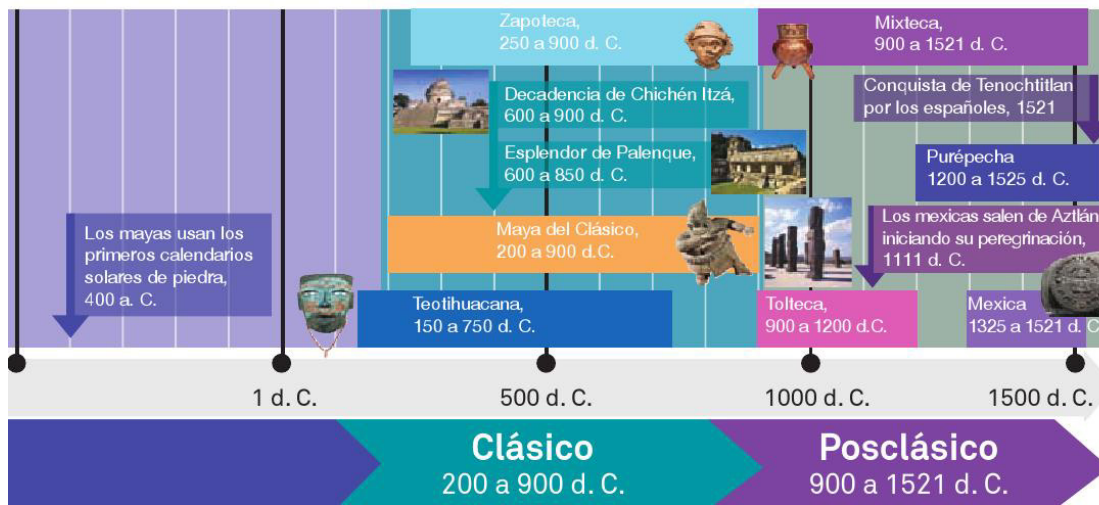 Zapoteca,
250 a 900 d. C.
Mixteca,
900 a 1521 d. C.
Decadencia de Chichén Itzá,
600 a 900 d. C.
Conquista de Tenochtitlan
por los españoles, 1521
Esplendor de Palenque,
600 a 850 d. C.
Purépecha
1200 a 1525 d. C.
Los mayas usan los
primeros calendarios
solares de piedra,
400 a. C.
Maya del Clásico,
200 a 900 d.C.
Los mexicas salen de Aztlán
iniciando su peregrinación,
1111 d. C.
Teotihuacana,
150 a 750 d. C.
Tolteca,
900 a 1200 d.C.
Mexica
1325 a 1521 d. C
1 d. C.
500 d. C.
1000 d. C.
1500 d. C.
Clásico
200 a 900 d. C.
Posclásico
900 a 1521 d. C.